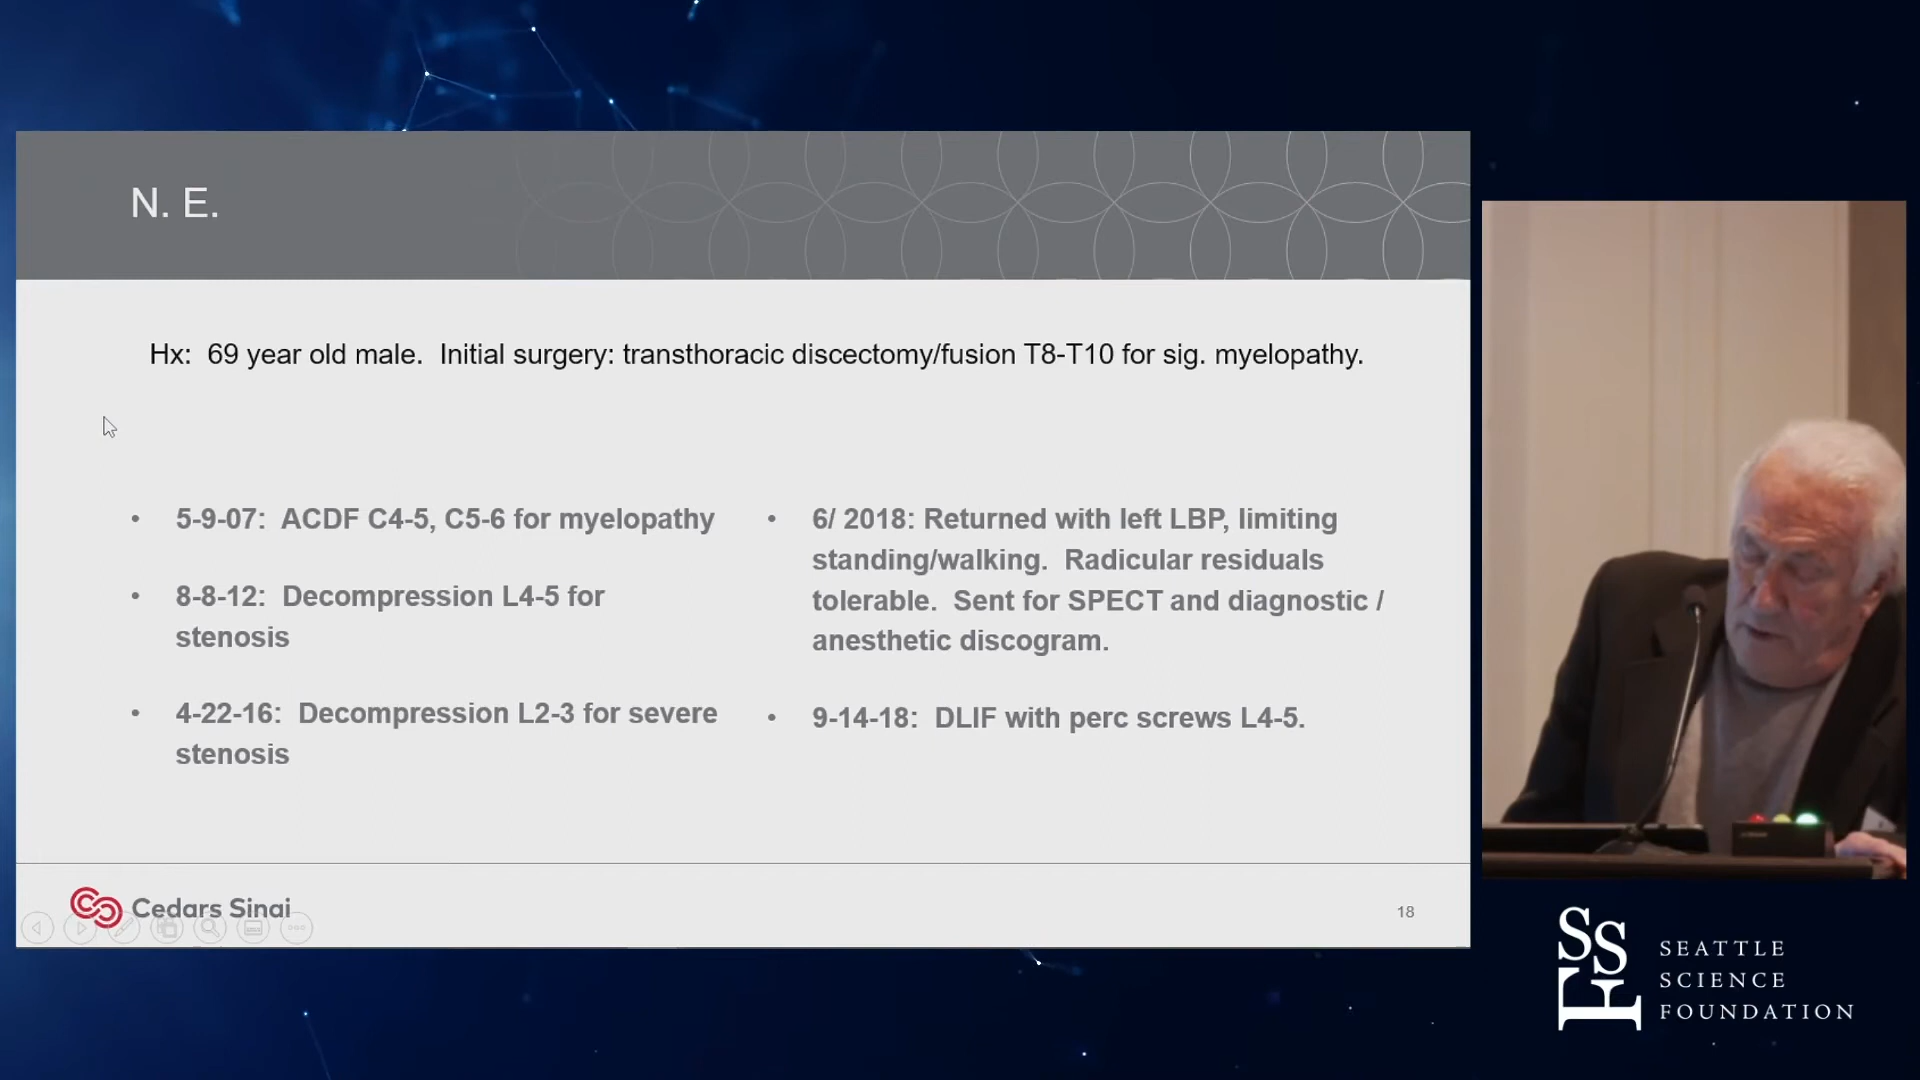 N. E.
Hx: 69 year old male. Initial surgery: transthoracic discectomy/fusion T8-T10 for sig. myelopathy.
• 5-9-07: ACDF C4-5, C5-6 for myelopathy
• 8-8-12: Decompression L4-5 for
stenosis
• 4-22-16: Decompression L2-3 for severe
stenosis
• 6/ 2018: Returned with left LBP, limiting
standing/walking. Radicular residuals
tolerable. Sent for SPECT and diagnostic /
anesthetic discogram.
• 9-14-18: DLIF with perc screws L4-5.
Cedars Sinai
18
SSF
SEATTLE
SCIENCE
FOUNDATION